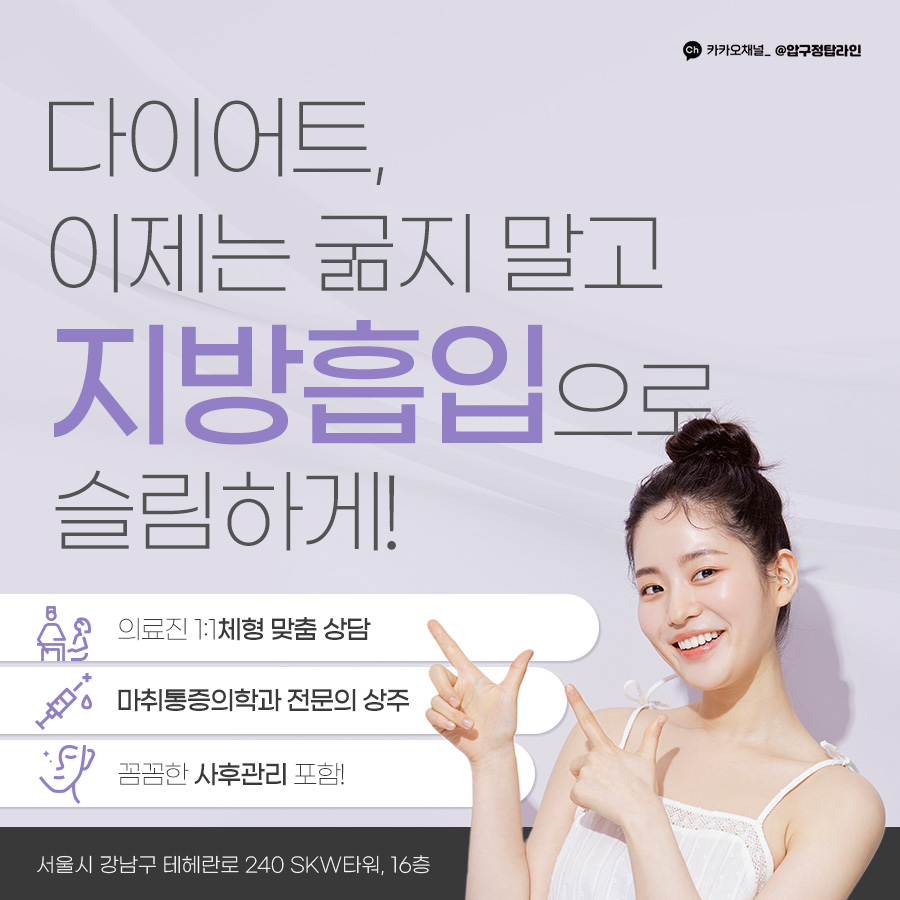 Ch 카카오채널_ @압구정탑라인
다이어트,
이제는 굶지 말고
지방흡입으로
슬림하게!
의료진 1:1체형 맞춤 상담
마취통증의학과 전문의 상주
꼼꼼한 사후관리 포함!
서울시 강남구 테헤란로 240 SKW타워, 16층